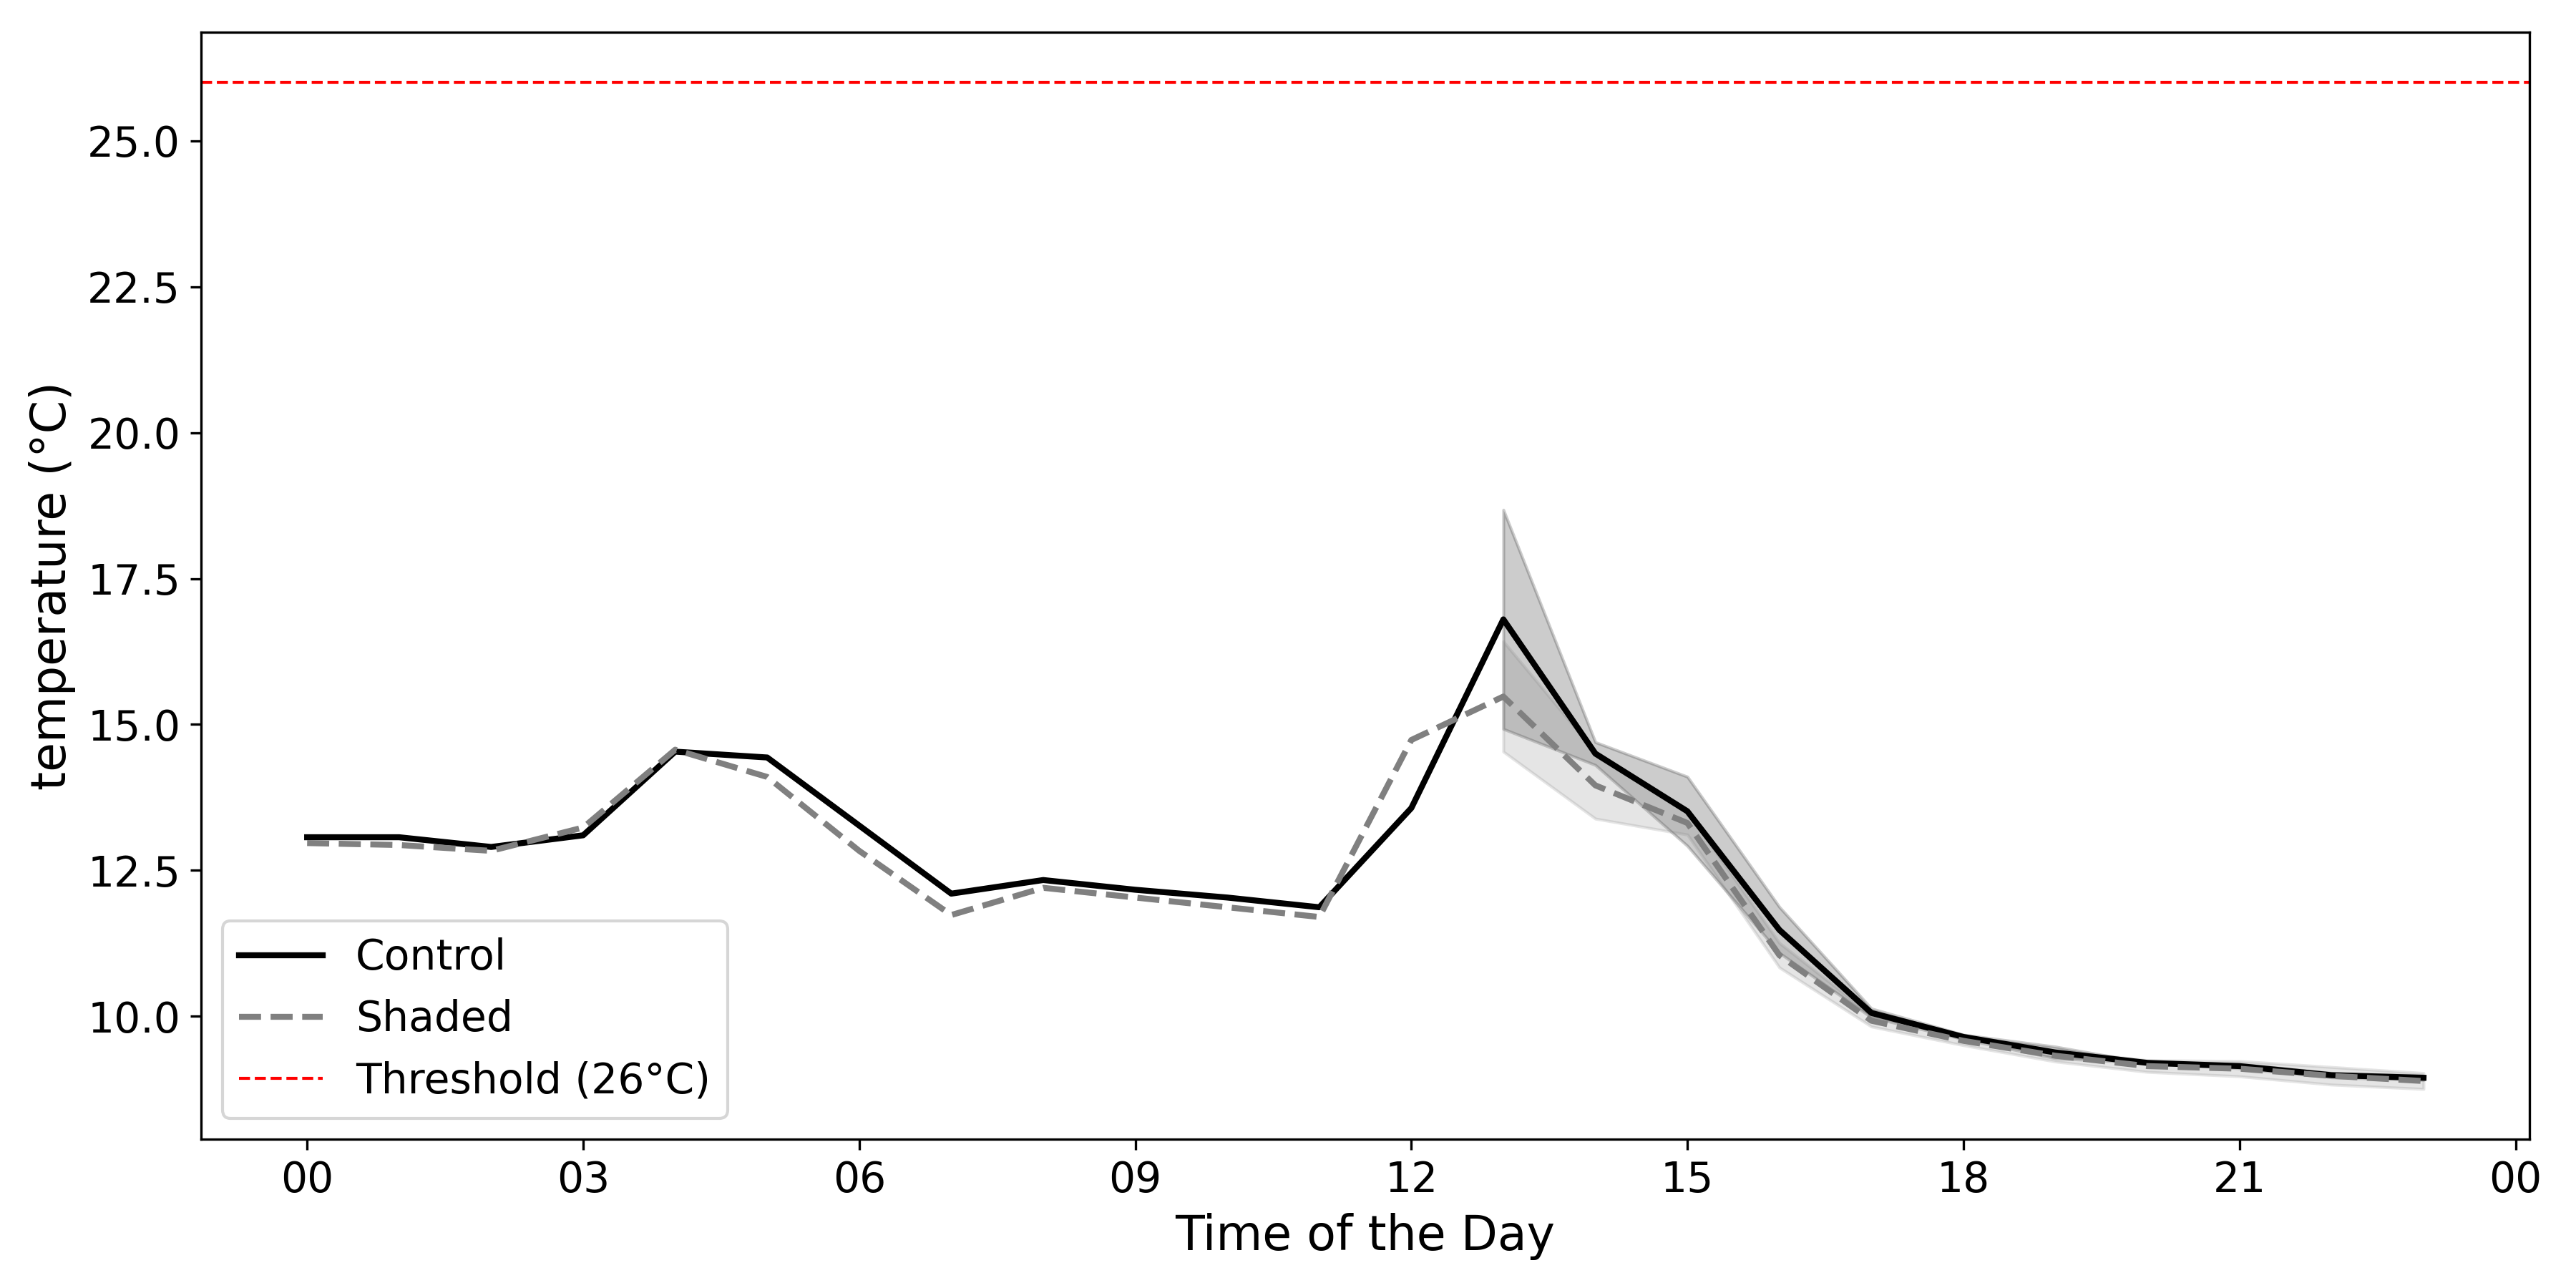 temperature (°C)
25.0
22.5
20.0
17.5
15.0
12.5
10.0
Control
Shaded
Threshold (26°C)
00 03 06 09 12 15 18 21 00
Time of the Day